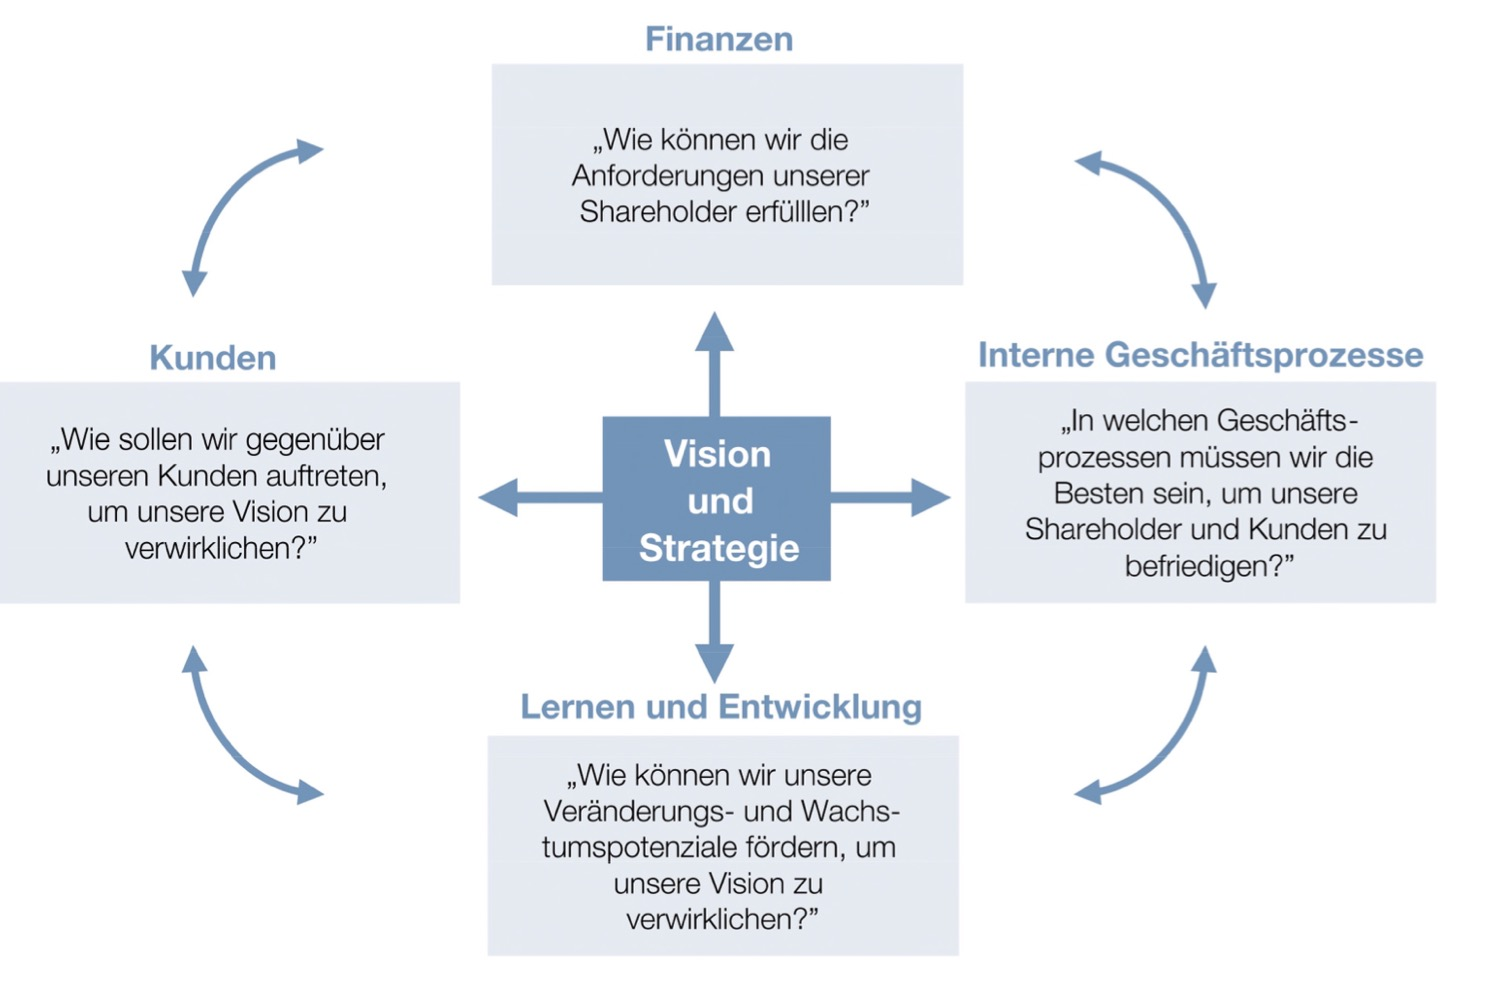 Finanzen
„Wie können wir die
Anforderungen unserer
Shareholder erfülllen?”
Kunden
„Wie sollen wir gegenüber
unseren Kunden auftreten,
um unsere Vision zu
verwirklichen?”
Vision
und
Strategie
Interne Geschäftsprozesse
„In welchen Geschäfts-
prozessen müssen wir die
Besten sein, um unsere
Shareholder und Kunden zu
befriedigen?”
Lernen und Entwicklung
„Wie können wir unsere
Veränderungs- und Wachs-
tumspotenziale fördern, um
unsere Vision zu
verwirklichen?”